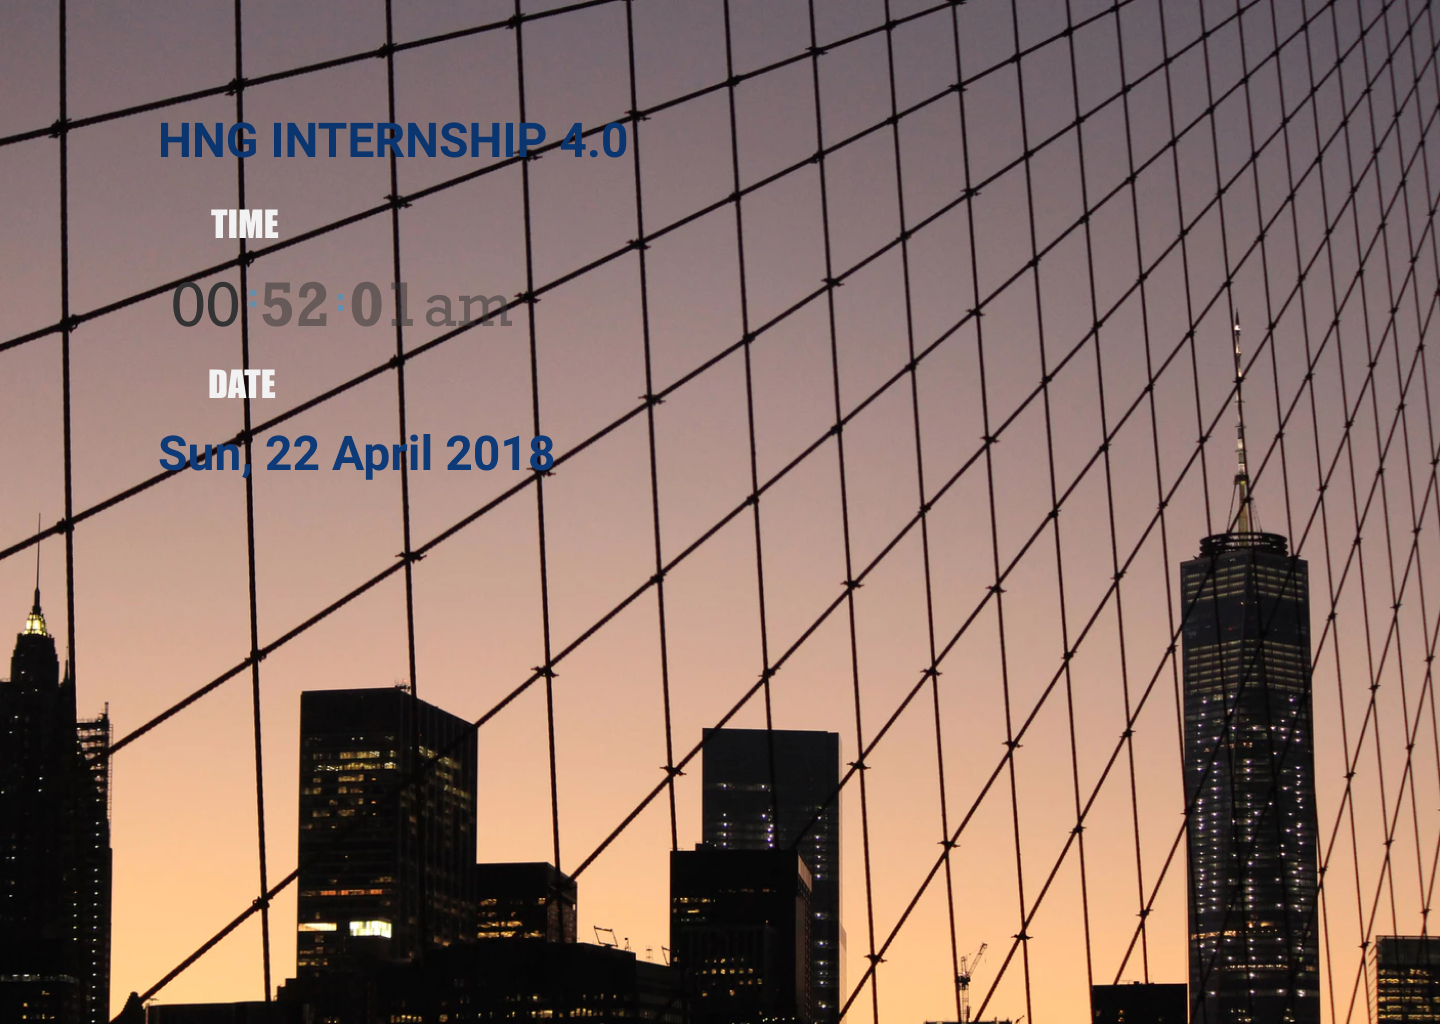 HNG INTERNSHIP 4.0
TIME
00:52:01 am
DATE
Sun, 22 April 2018